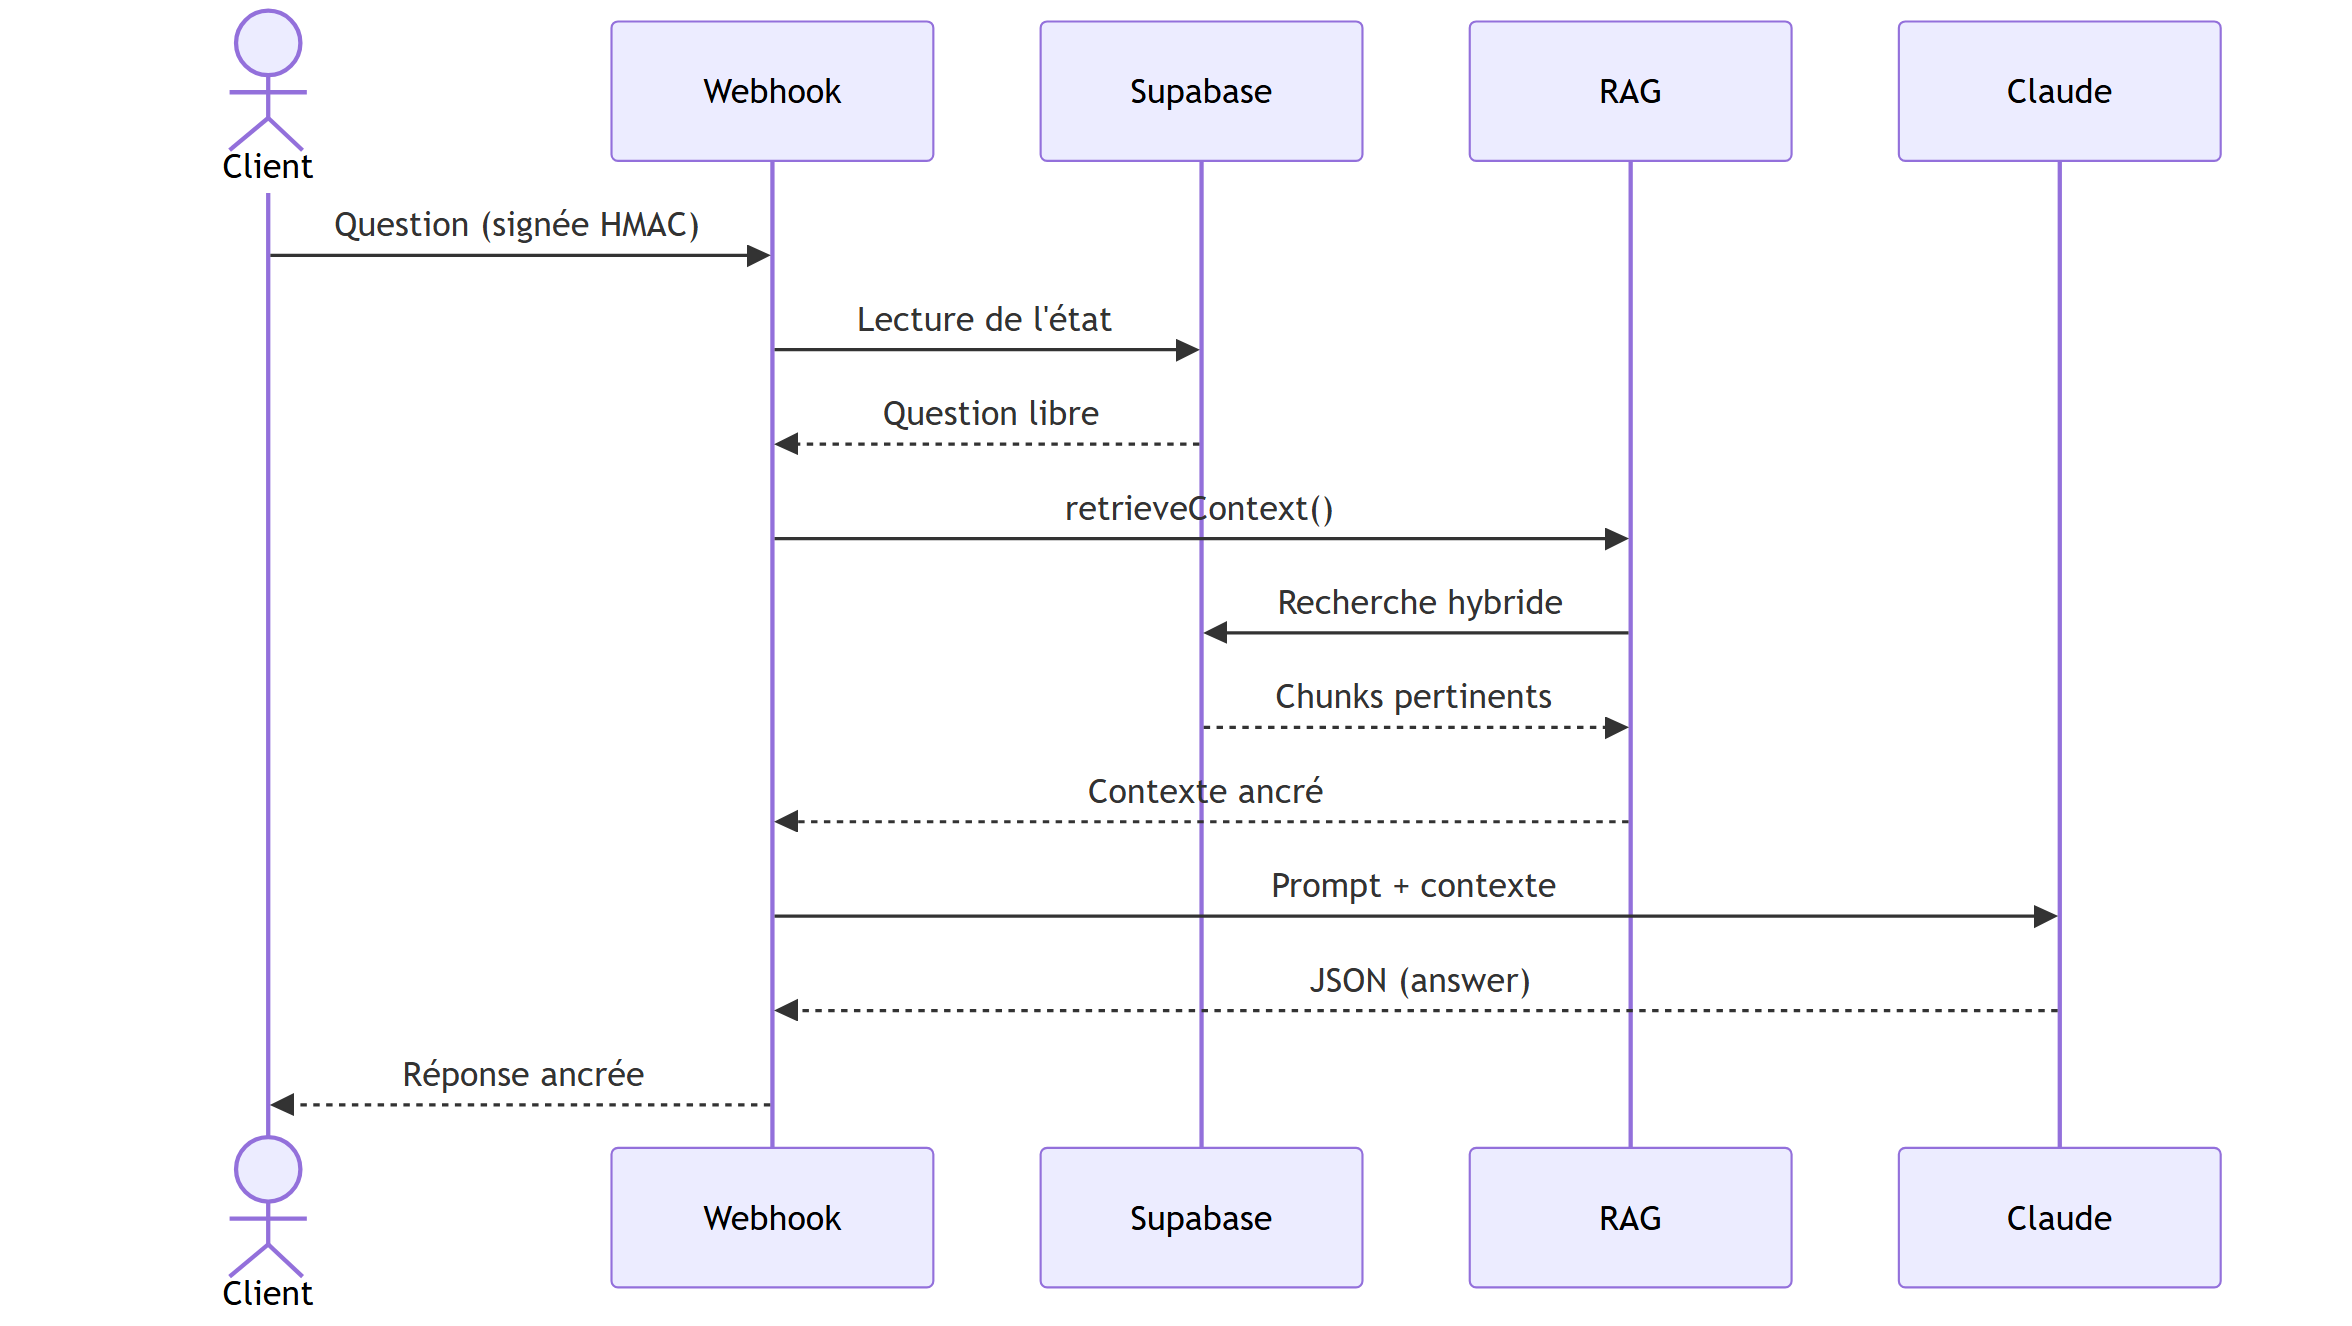 Client
Webhook
Supabase
RAG
Claude
Question (signée HMAC)
Lecture de l'état
Question libre
retrieveContext()
Recherche hybride
Chunks pertinents
Contexte ancré
Prompt + contexte
JSON (answer)
Réponse ancrée
Client
Webhook
Supabase
RAG
Claude